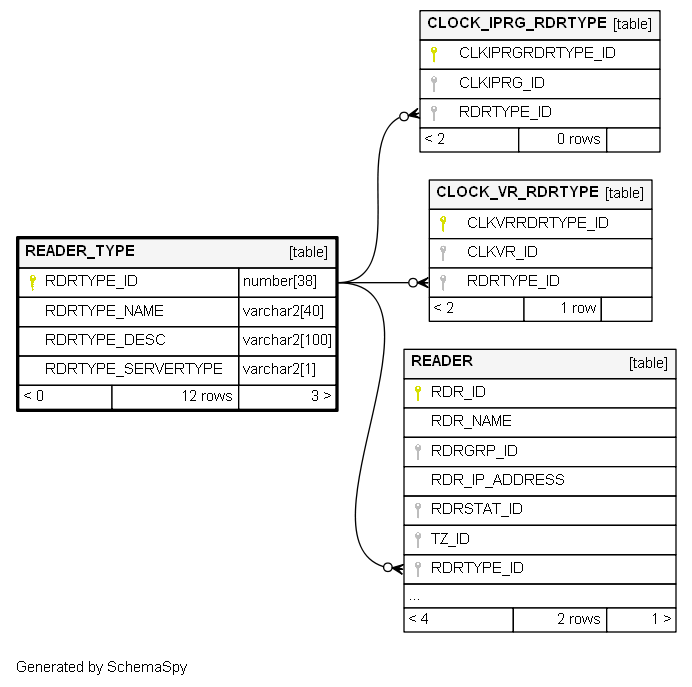 CLOCK_IPRG_RDRTYPE [table]
CLKIPRGRDRTYPE_ID
CLKIPRG_ID
RDRTYPE_ID
< 2 0 rows
CLOCK_VR_RDRTYPE [table]
CLKVRRDRTYPE_ID
CLKVR_ID
RDRTYPE_ID
< 2 1 row
READER_TYPE [table]
RDRTYPE_ID number[38]
RDRTYPE_NAME varchar2[40]
RDRTYPE_DESC varchar2[100]
RDRTYPE_SERVERTYPE varchar2[1]
< 0 12 rows 3 >
READER [table]
RDR_ID
RDR_NAME
RDRGRP_ID
RDR_IP_ADDRESS
RDRSTAT_ID
TZ_ID
RDRTYPE_ID
...
< 4 2 rows 1 >
Generated by SchemaSpy